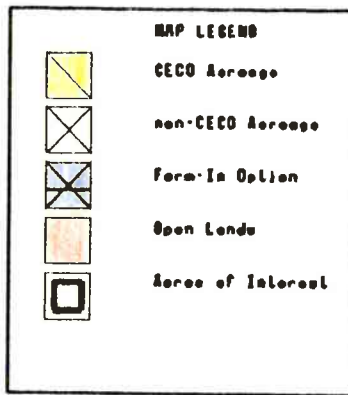 MAP LEGEND
CECO Acreage
non-CECO Acreage
Farm-In Option
Open Lands
Areas of Interest